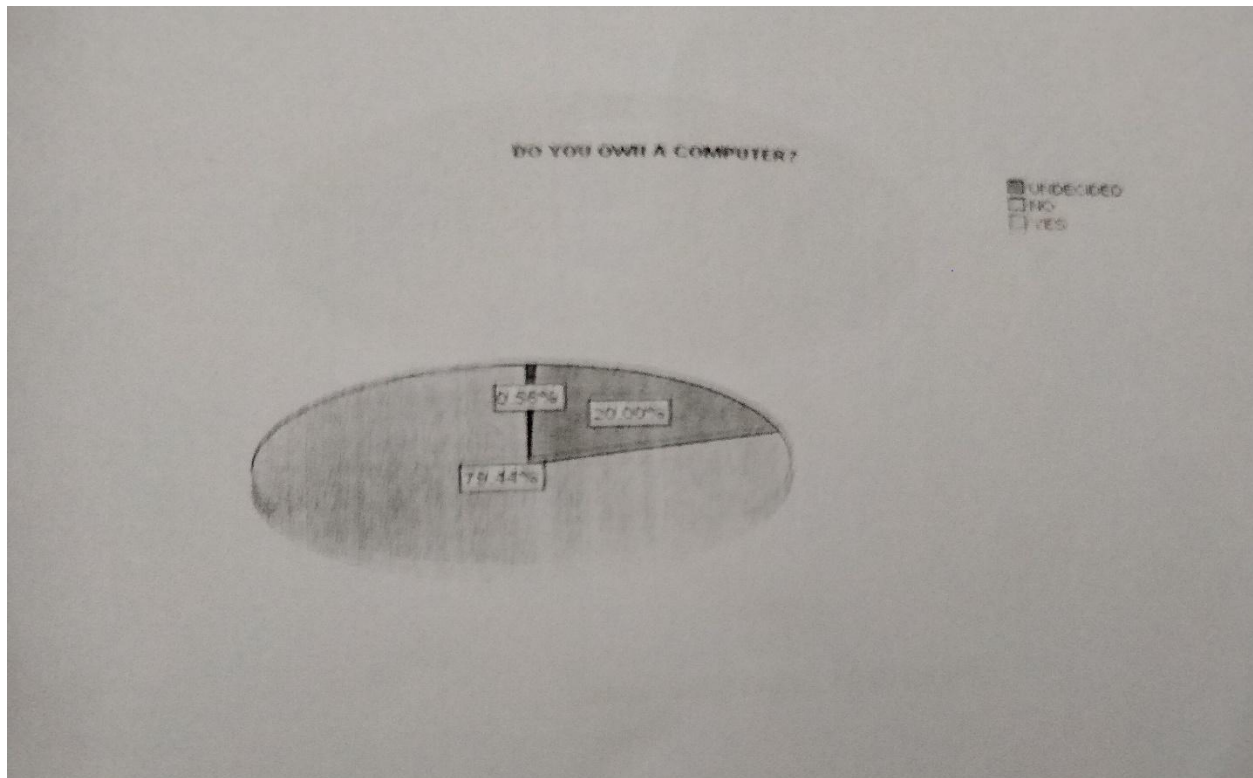 DO YOU OWN A COMPUTER?
UNDECIDED
NO
YES
0.56%
20.00%
79.44%